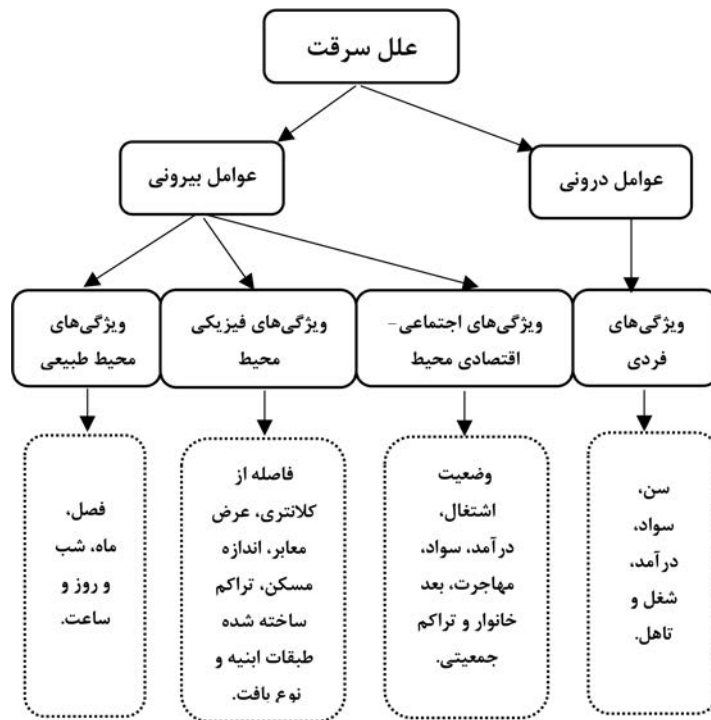 علل سرقت
عوامل درونی
عوامل بیرونی
ویژگی‌های
فردی
ویژگی‌های اجتماعی –
اقتصادی محیط
ویژگی‌های فیزیکی
محیط
ویژگی‌های
محیط طبیعی
سن،
سواد،
درآمد،
شغل و
تاهل.
وضعیت
اشتغال،
درآمد، سواد،
مهاجرت، بعد
خانوار و تراکم
جمعیتی.
فاصله از
کلانتری، عرض
معابر، اندازه
مسکن، تراکم
ساخته شده
طبقات ابنیه و
نوع بافت.
فصل،
ماه، شب
و روز و
ساعت.